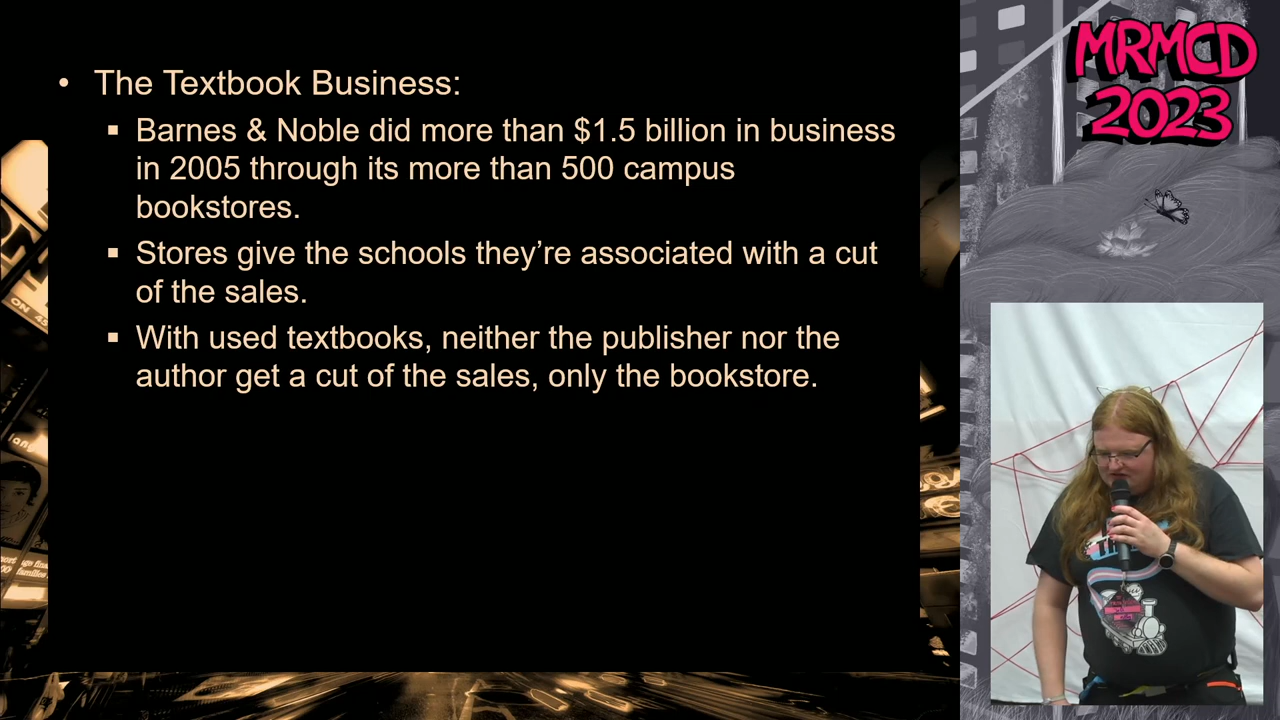 • The Textbook Business:
▪ Barnes & Noble did more than $1.5 billion in business
in 2005 through its more than 500 campus
bookstores.
▪ Stores give the schools they’re associated with a cut
of the sales.
▪ With used textbooks, neither the publisher nor the
author get a cut of the sales, only the bookstore.
MRMCD
2023
ON 45